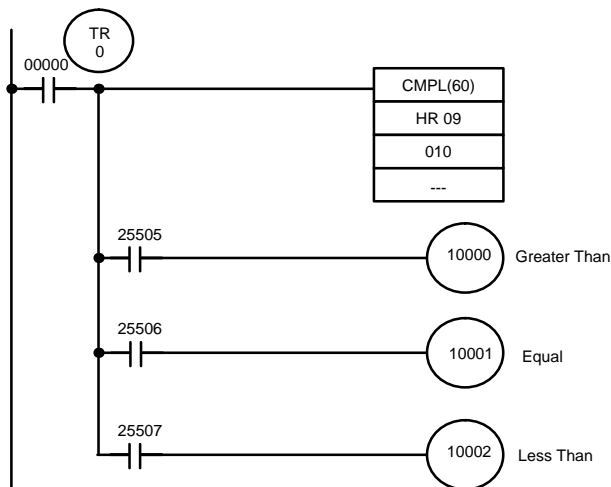 TR
0
00000
CMPL(60)
HR 09
010
---
25505
10000
Greater Than
25506
10001
Equal
25507
10002
Less Than